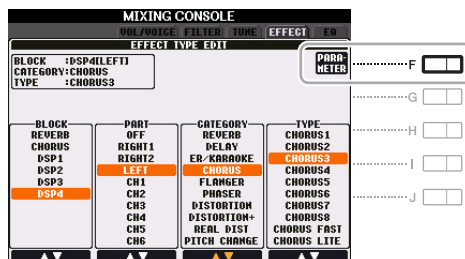 MIXING CONSOLE
VOL/VOICE FILTER TUNE EFFECT EQ
EFFECT TYPE EDIT
BLOCK :DSP4[LEFT]
CATEGORY:CHORUS
TYPE :CHORUS3
PARA-
METER
F
G
H
I
J
BLOCK
REVERB
CHORUS
DSP1
DSP2
DSP3
DSP4
PART
OFF
RIGHT1
RIGHT2
LEFT
CH1
CH2
CH3
CH4
CH5
CH6
CATEGORY
REVERB
DELAY
ER/KARAOKE
CHORUS
FLANGER
PHASER
DISTORTION
DISTORTION+
REAL DIST
PITCH CHANGE
TYPE
CHORUS1
CHORUS2
CHORUS3
CHORUS4
CHORUS5
CHORUS6
CHORUS7
CHORUS8
CHORUS FAST
CHORUS LITE